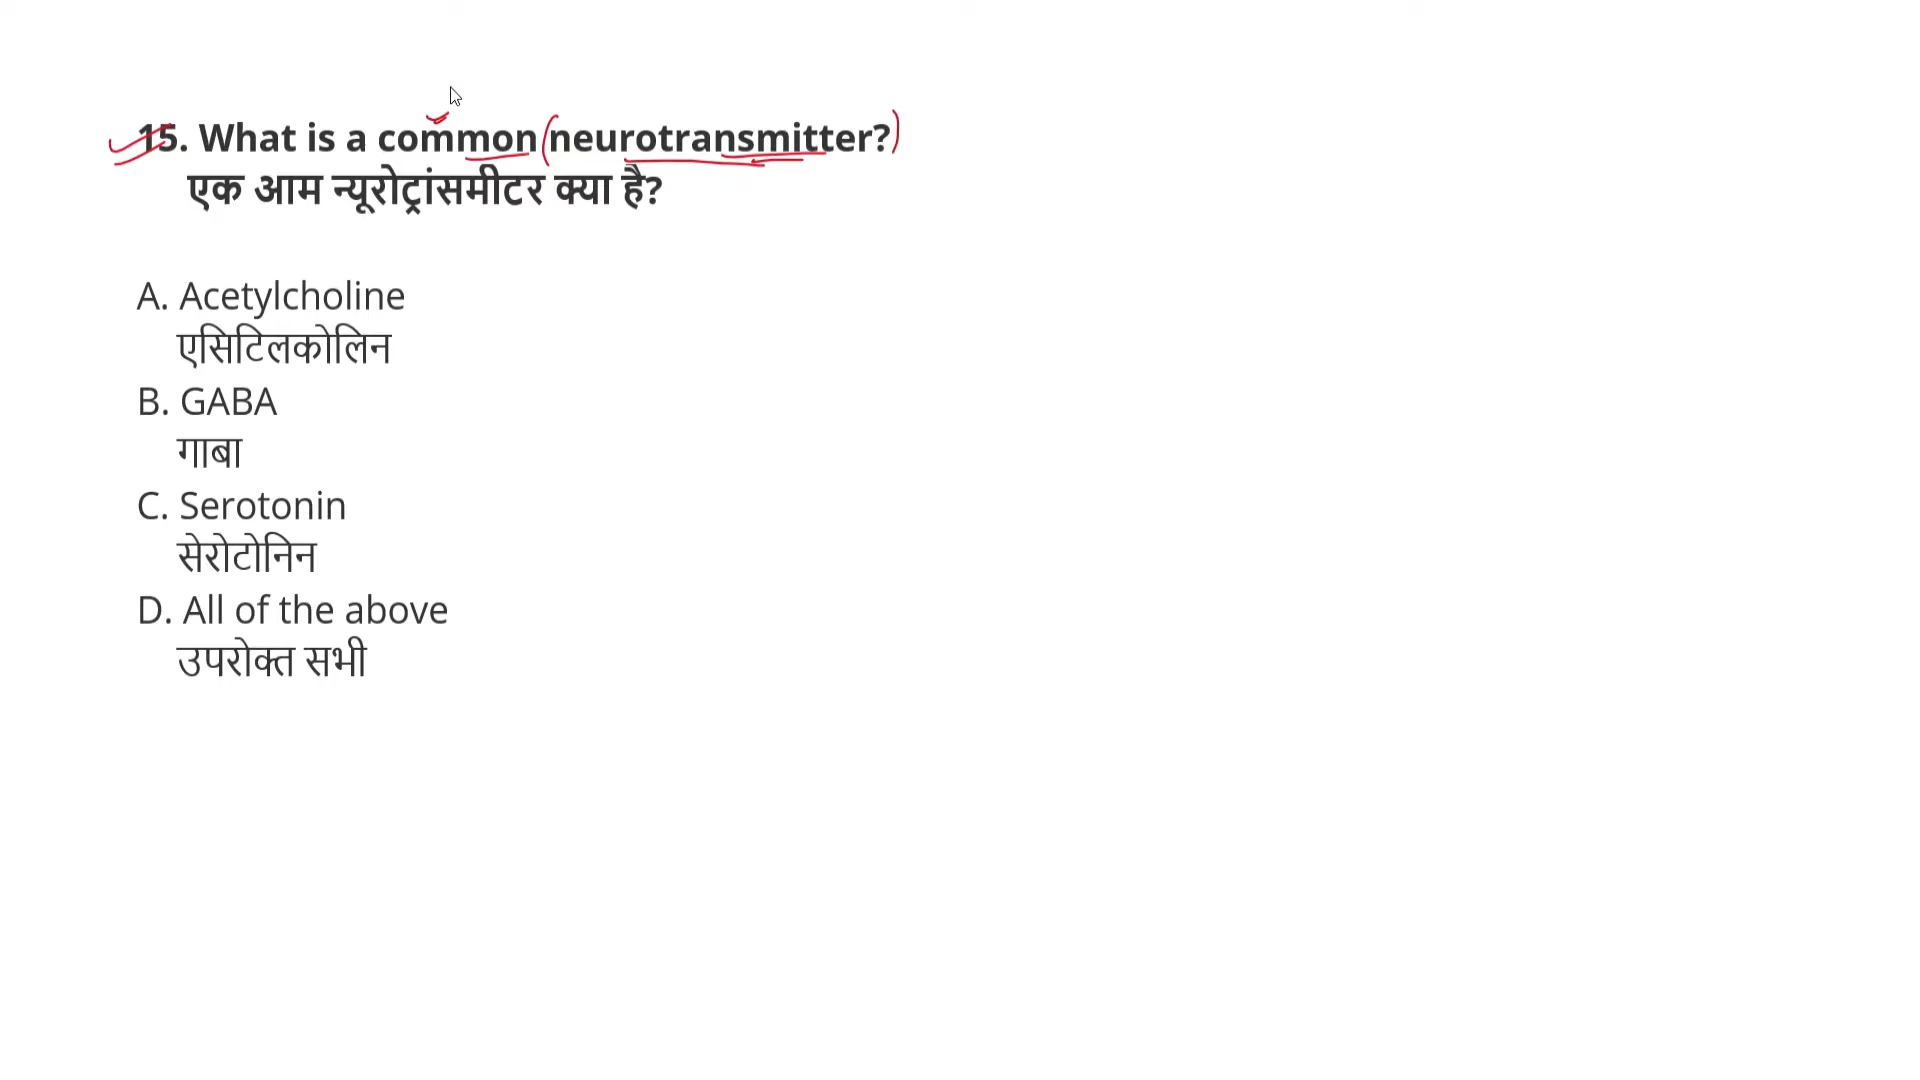 15. What is a common neurotransmitter?
एक आम न्यूरोट्रांसमीटर क्या है?
A. Acetylcholine
एसिटिलकोलिन
B. GABA
गाबा
C. Serotonin
सेरोटोनिन
D. All of the above
उपरोक्त सभी